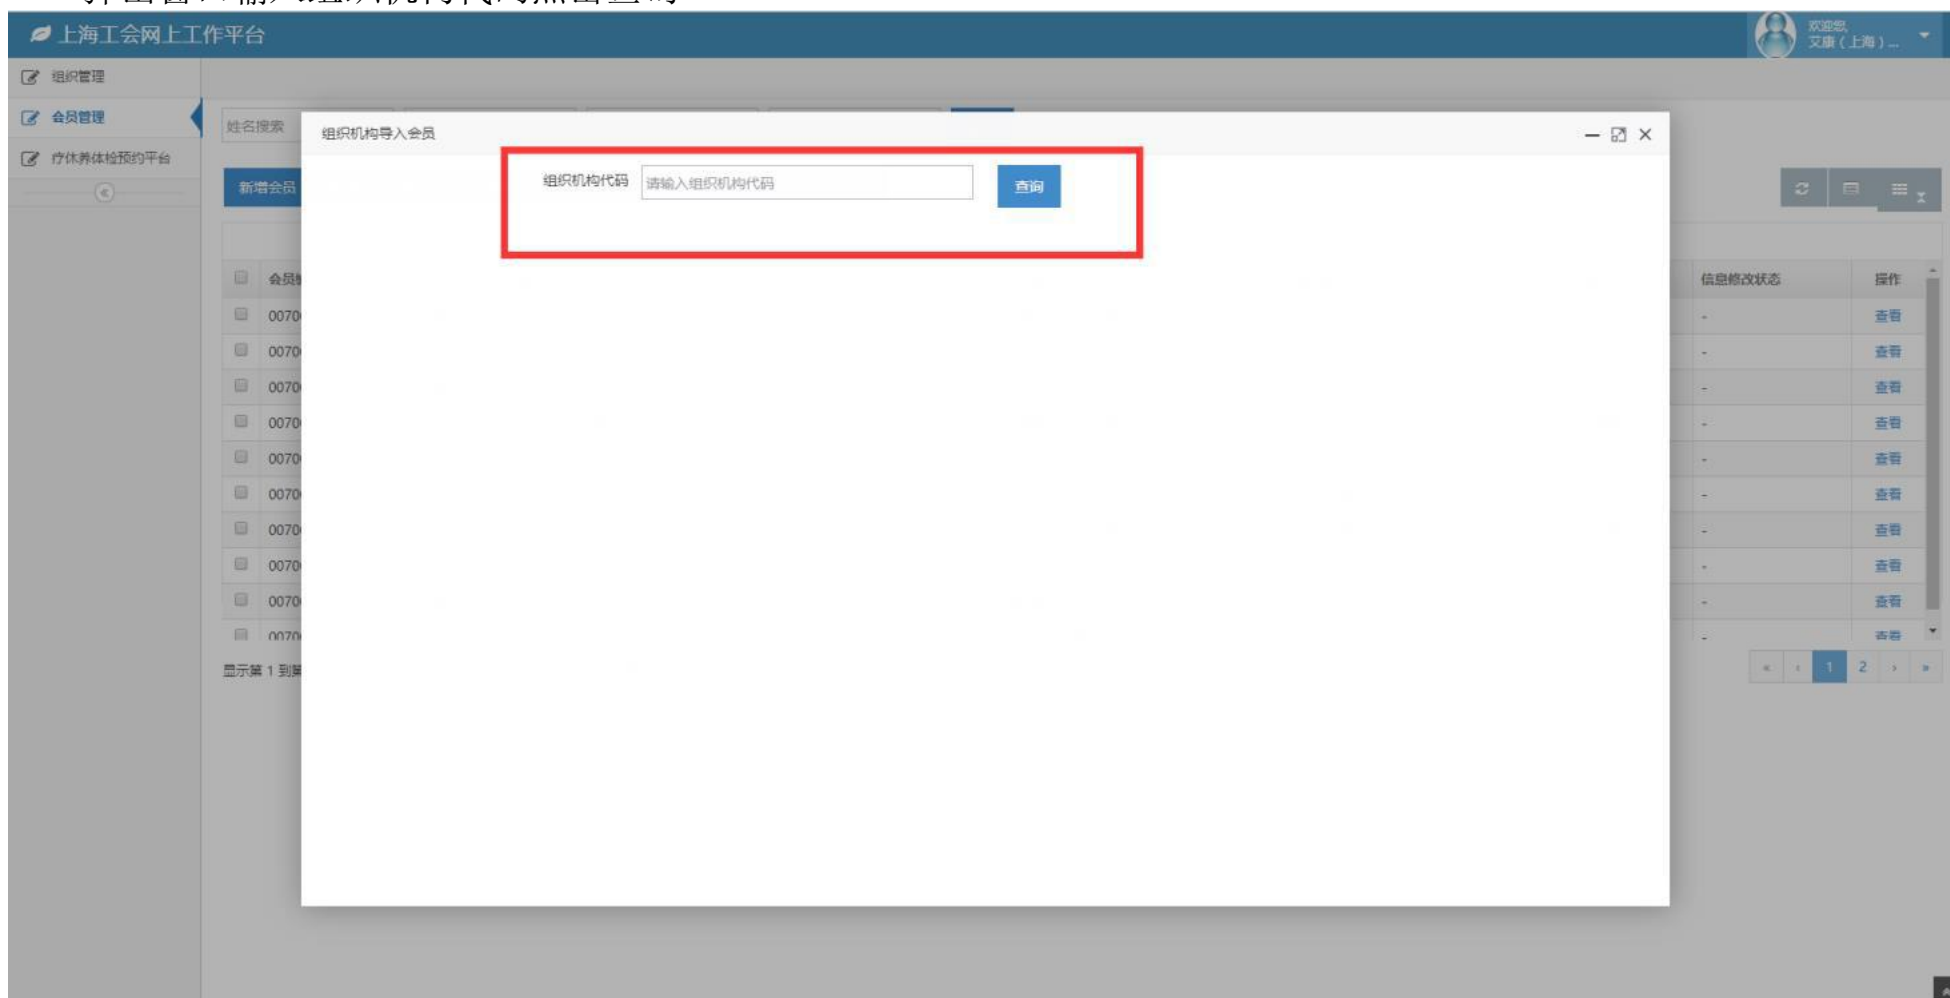 上海工会网上工作平台
欢迎您,
艾康（上海）...
组织管理
会员管理
疗休养体检预约平台
姓名搜索
组织机构导入会员
组织机构代码 请输入组织机构代码 查询
新增会员
会员 信息修改状态 操作
0070 - 查看
0070 - 查看
0070 - 查看
0070 - 查看
0070 - 查看
0070 - 查看
0070 - 查看
0070 - 查看
0070 - 查看
0070 - 查看
显示第 1 到第
« ‹ 1 2 › »